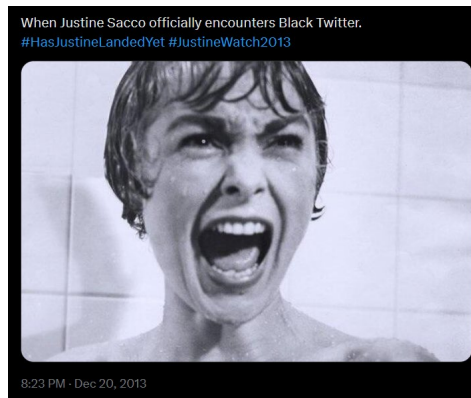 When Justine Sacco officially encounters Black Twitter.
#HasJustineLandedYet #JustineWatch2013
8:23 PM · Dec 20, 2013